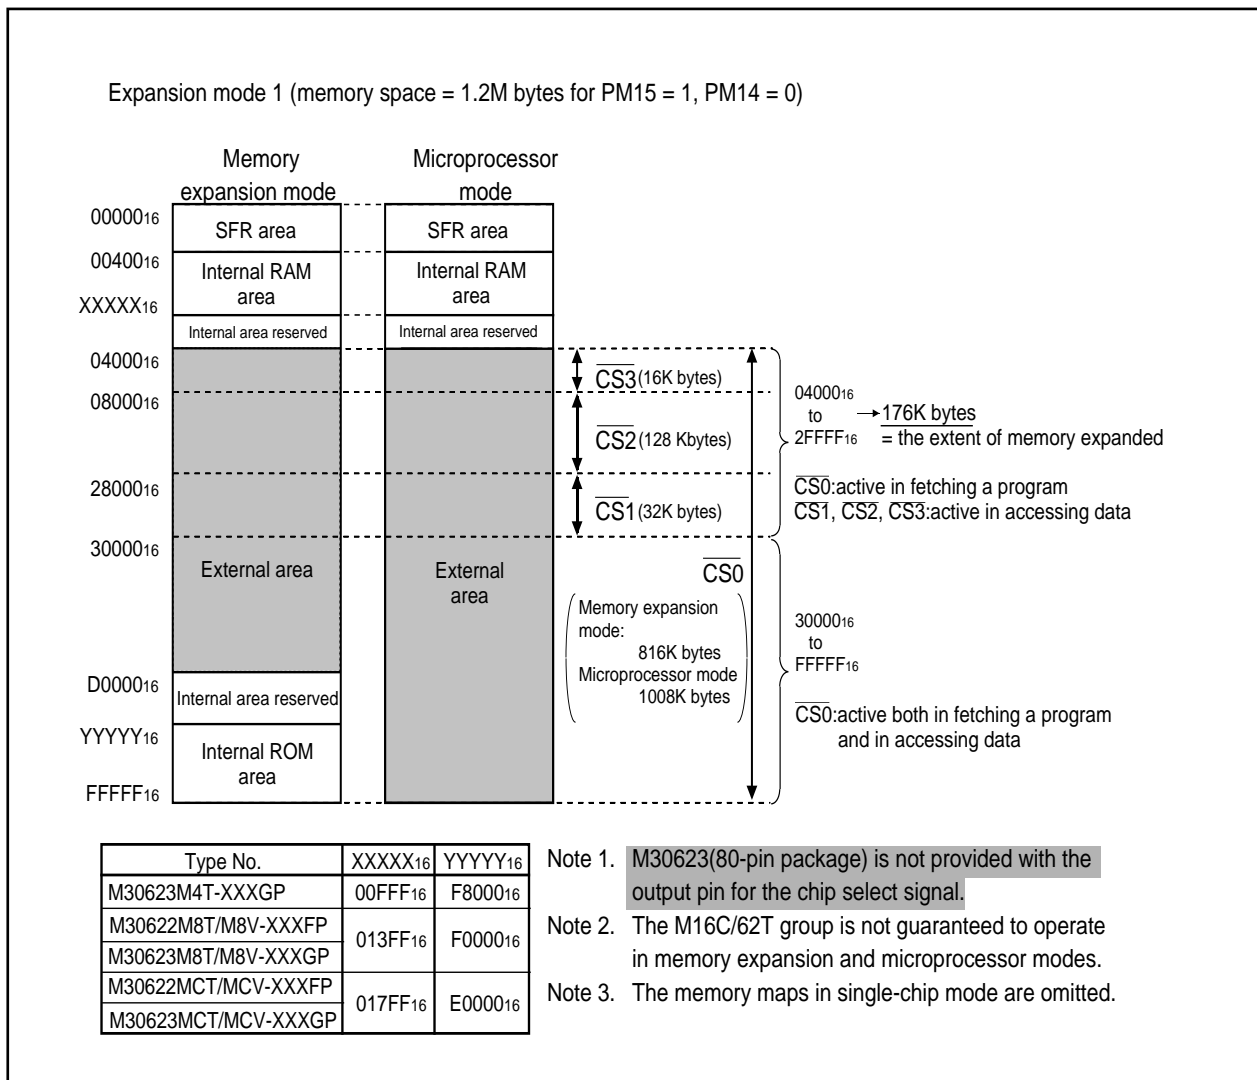 Expansion mode 1 (memory space = 1.2M bytes for PM15 = 1, PM14 = 0)
Memory
expansion mode
Microprocessor
mode
0000016
SFR area
SFR area
0040016
Internal RAM
area
Internal RAM
area
XXXXX16
Internal area reserved
Internal area reserved
0400016
CS3 (16K bytes)
0800016
CS2 (128 Kbytes)
2800016
CS1 (32K bytes)
3000016
External area
External
area
CS0
Memory expansion
mode:
816K bytes
Microprocessor mode
1008K bytes
D000016
Internal area reserved
YYYYY16
Internal ROM
area
FFFFF16
0400016
to
2FFFF16
→ 176K bytes
= the extent of memory expanded
CS0:active in fetching a program
CS1, CS2, CS3:active in accessing data
3000016
to
FFFFF16
CS0:active both in fetching a program
and in accessing data
Type No. XXXXX16 YYYYY16
M30623M4T-XXXGP 00FFF16 F800016
M30622M8T/M8V-XXXFP
013FF16 F000016
M30623M8T/M8V-XXXGP
M30622MCT/MCV-XXXFP
017FF16 E000016
M30623MCT/MCV-XXXGP
Note 1. M30623(80-pin package) is not provided with the
output pin for the chip select signal.
Note 2. The M16C/62T group is not guaranteed to operate
in memory expansion and microprocessor modes.
Note 3. The memory maps in single-chip mode are omitted.